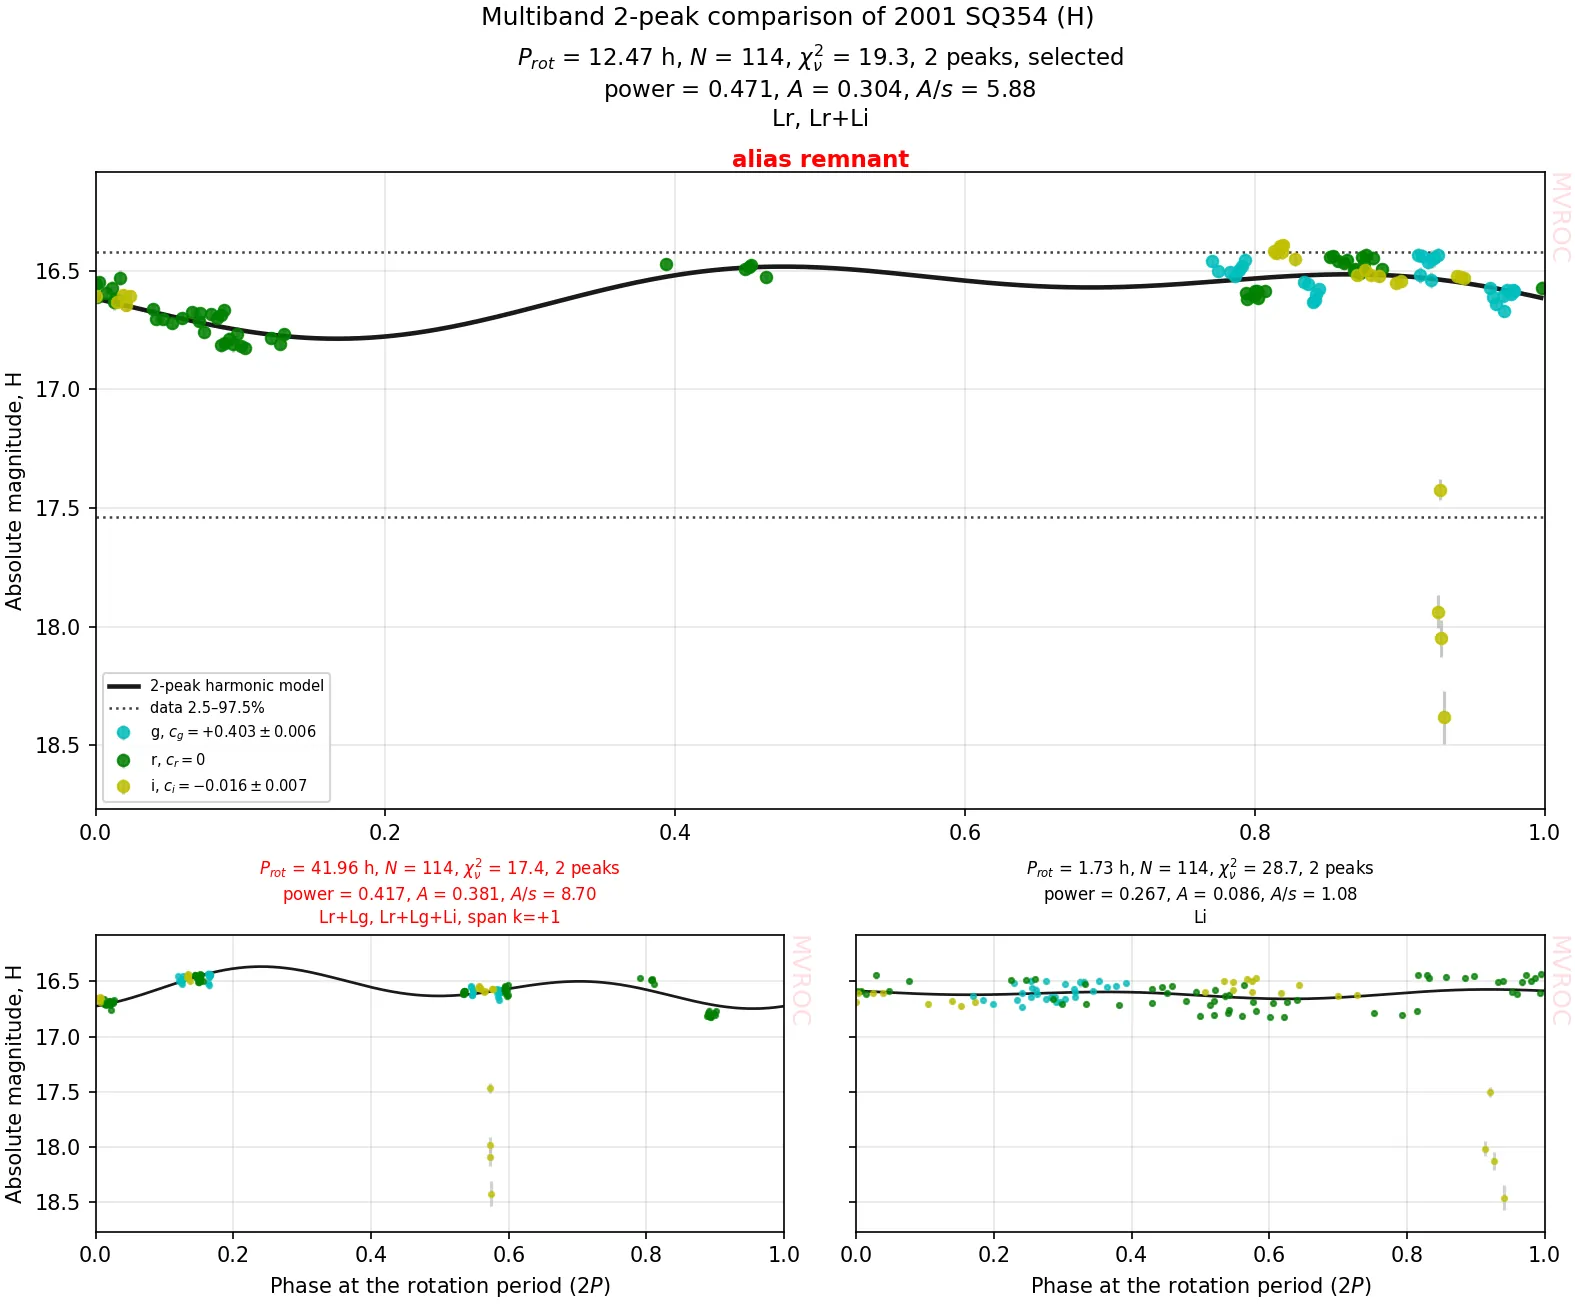 Multiband 2-peak comparison of 2001 SQ354 (H)
P_rot = 12.47 h, N = 114, χ²_ν = 19.3, 2 peaks, selected
power = 0.471, A = 0.304, A/s = 5.88
Lr, Lr+Li
alias remnant
MVROC
Absolute magnitude, H
16.5
17.0
17.5
18.0
18.5
2-peak harmonic model
data 2.5–97.5%
g, c_g = +0.403 ± 0.006
r, c_r = 0
i, c_i = −0.016 ± 0.007
0.0 0.2 0.4 0.6 0.8 1.0
P_rot = 41.96 h, N = 114, χ²_ν = 17.4, 2 peaks
power = 0.417, A = 0.381, A/s = 8.70
Lr+Lg, Lr+Lg+Li, span k=+1
MVROC
Absolute magnitude, H
16.5
17.0
17.5
18.0
18.5
0.0 0.2 0.4 0.6 0.8 1.0
Phase at the rotation period (2P)
P_rot = 1.73 h, N = 114, χ²_ν = 28.7, 2 peaks
power = 0.267, A = 0.086, A/s = 1.08
Li
MVROC
0.0 0.2 0.4 0.6 0.8 1.0
Phase at the rotation period (2P)